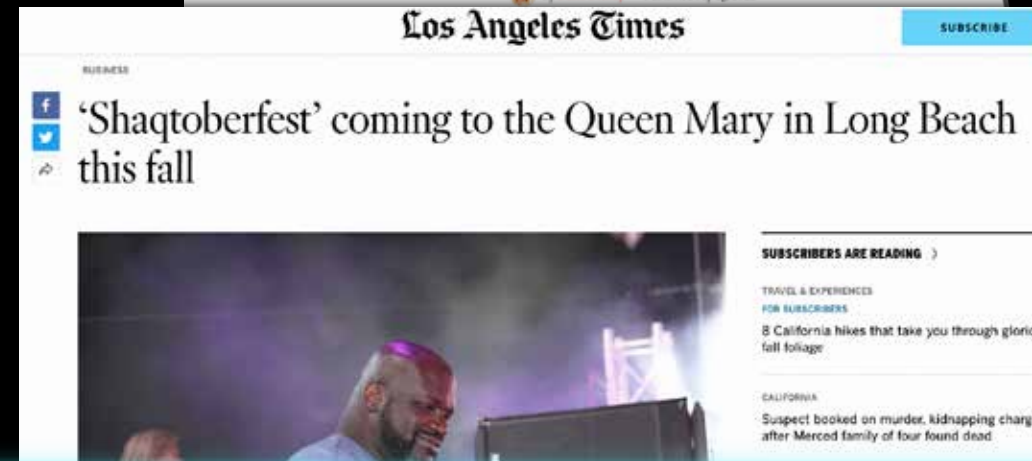 Los Angeles Times
SUBSCRIBE
BUSINESS
‘Shaqtoberfest’ coming to the Queen Mary in Long Beach
this fall
SUBSCRIBERS ARE READING
TRAVEL & EXPERIENCES
FOR SUBSCRIBERS
8 California hikes that take you through glorio
fall foliage
CALIFORNIA
Suspect booked on murder, kidnapping charg
after Merced family of four found dead